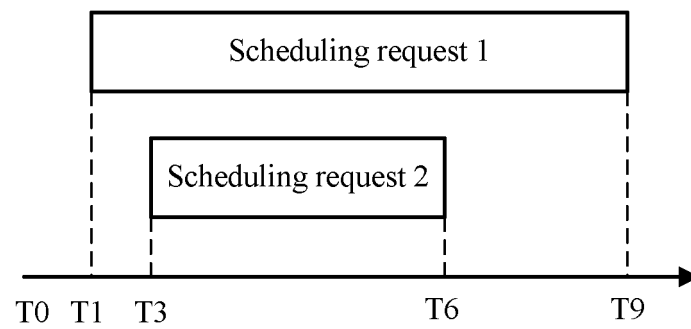 Scheduling request 1
Scheduling request 2
T0 T1 T3 T6 T9